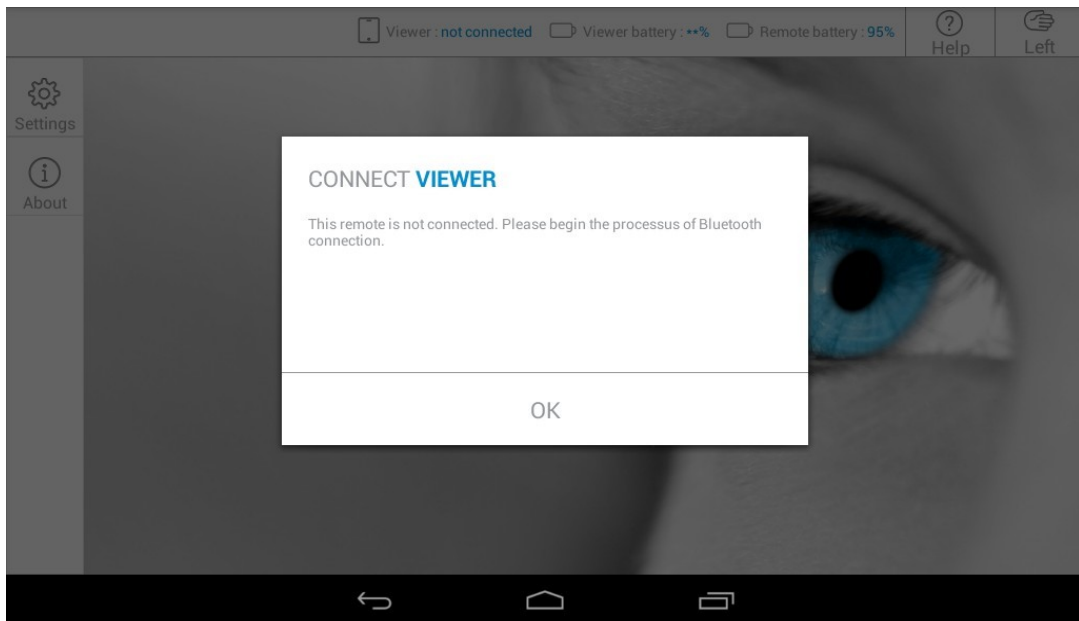 Viewer : not connected Viewer battery : **% Remote battery : 95%
Help
Left
Settings
About
CONNECT VIEWER
This remote is not connected. Please begin the processus of Bluetooth
connection.
OK